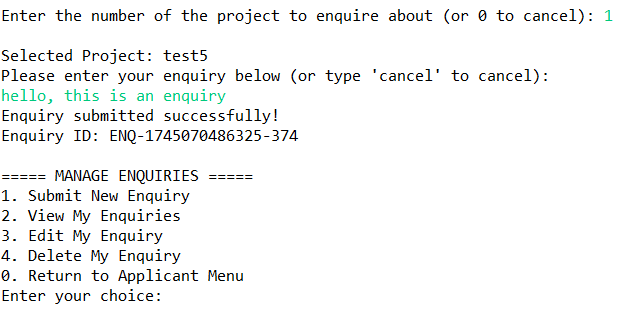 Enter the number of the project to enquire about (or 0 to cancel): 1
Selected Project: test5
Please enter your enquiry below (or type 'cancel' to cancel):
hello, this is an enquiry
Enquiry submitted successfully!
Enquiry ID: ENQ-1745070486325-374
===== MANAGE ENQUIRIES =====
1. Submit New Enquiry
2. View My Enquiries
3. Edit My Enquiry
4. Delete My Enquiry
0. Return to Applicant Menu
Enter your choice: